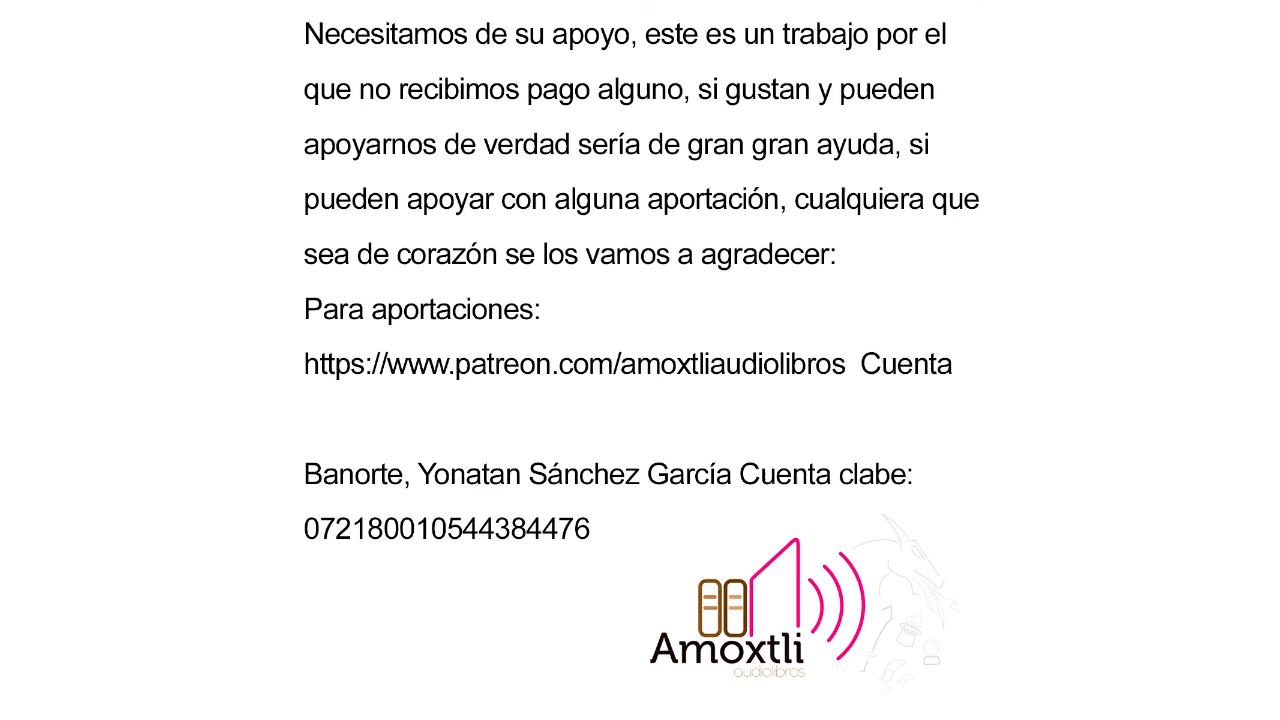 Necesitamos de su apoyo, este es un trabajo por el
que no recibimos pago alguno, si gustan y pueden
apoyarnos de verdad sería de gran gran ayuda, si
pueden apoyar con alguna aportación, cualquiera que
sea de corazón se los vamos a agradecer:
Para aportaciones:
https://www.patreon.com/amoxtliaudiolibros  Cuenta
Banorte, Yonatan Sánchez García Cuenta clabe:
072180010544384476
Amoxtli
audiolibros